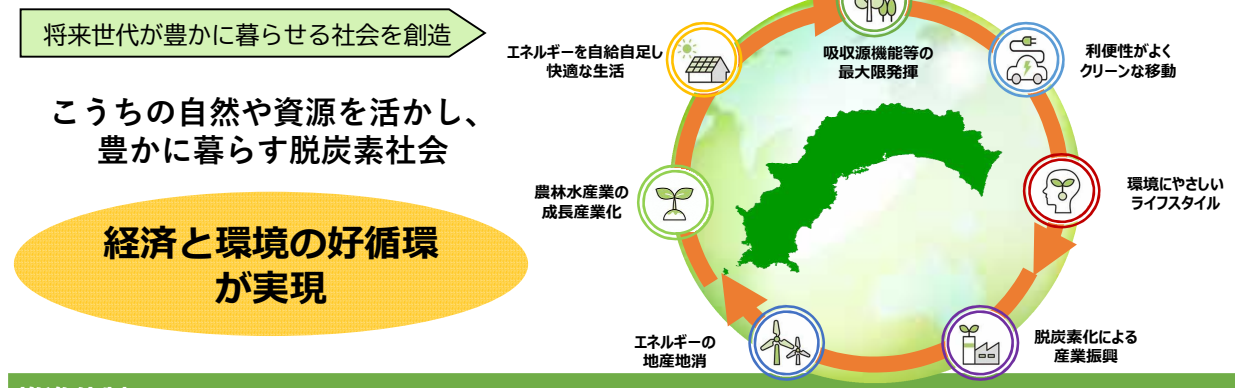 将来世代が豊かに暮らせる社会を創造
こうちの自然や資源を活かし、
豊かに暮らす脱炭素社会
経済と環境の好循環
が実現
エネルギーを自給自足し
快適な生活
吸収源機能等の
最大限発揮
利便性がよく
クリーンな移動
農林水産業の
成長産業化
環境にやさしい
ライフスタイル
エネルギーの
地産地消
脱炭素化による
産業振興